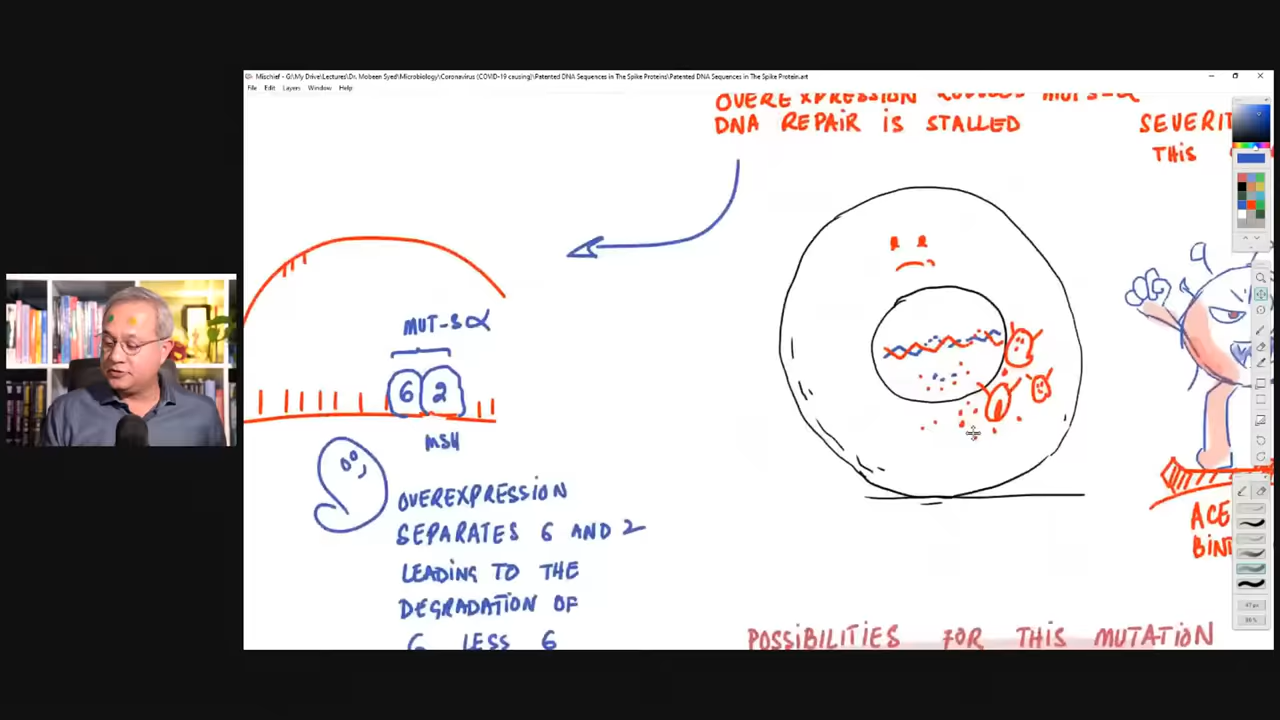 Mischief - G:\My Drive\Lectures\Dr. Mobeen Syed\Microbiology\Coronavirus (COVID-19 causing)\Patented DNA Sequences in The Spike Proteins\Patented DNA Sequences in The Spike Protein.art
File Edit Layers Window Help
OVEREXPRESSION REDUCES MUT S-α
DNA REPAIR IS STALLED
SEVERIT
THIS
MUT-Sα
6 2
MSH
OVEREXPRESSION
SEPARATES 6 AND 2
LEADING TO THE
DEGRADATION OF
6 LESS 6
ACE
BIN
POSSIBILITIES FOR THIS MUTATION